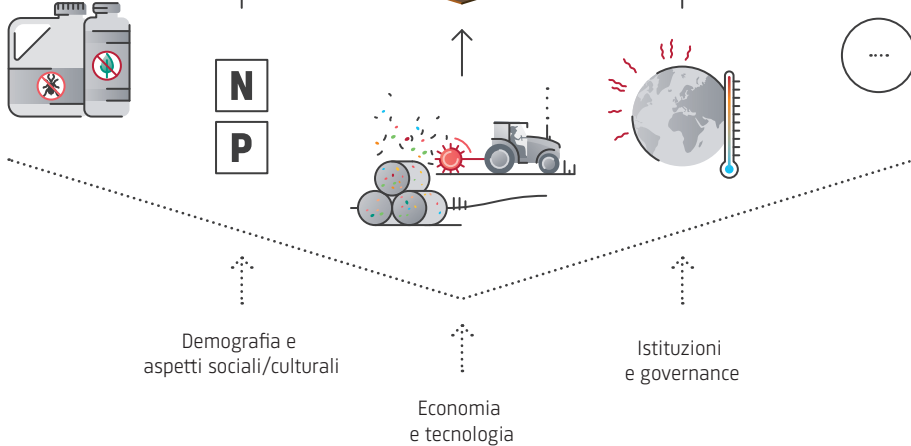 N
P
....
Demografia e
aspetti sociali/culturali
Istituzioni
e governance
Economia
e tecnologia